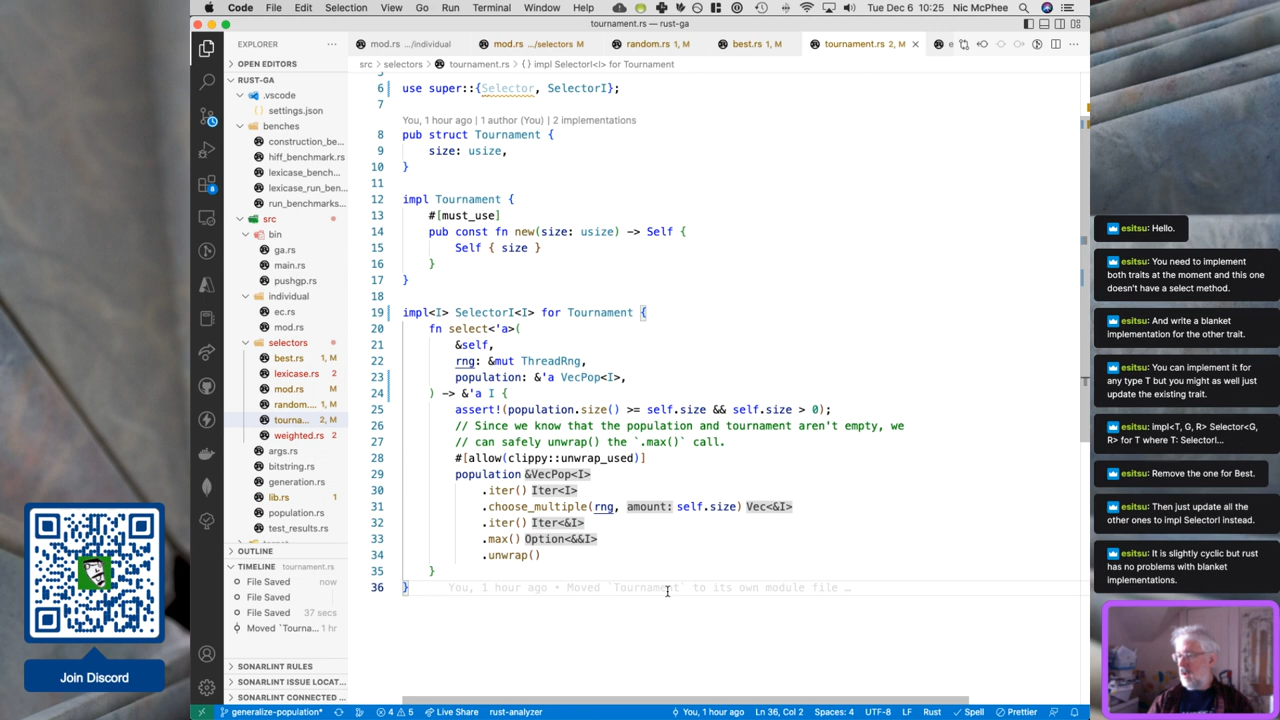 Code File Edit Selection View Go Run Terminal Window Help Tue Dec 6 10:25 Nic McPhee
tournament.rs — rust-ga
EXPLORER
OPEN EDITORS
RUST-GA
.vscode
settings.json
benches
construction_be...
hiff_benchmark.rs
lexicase_bench...
lexicase_run_ben...
run_benchmarks...
src
bin
ga.rs
main.rs
pushgp.rs
individual
ec.rs
mod.rs
selectors
best.rs 1, M
lexicase.rs 2
mod.rs M
random.... 1, M
tourna... 2, M
weighted.rs 2
args.rs
bitstring.rs
generation.rs
lib.rs 1
population.rs
test_results.rs
OUTLINE
TIMELINE tournament.rs
File Saved now
File Saved
File Saved 37 secs
Moved `Tourna... 1 hr
SONARLINT RULES
SONARLINT ISSUE LOCAT...
SONARLINT CONNECTED ...
mod.rs .../individual mod.rs .../selectors M random.rs 1, M best.rs 1, M tournament.rs 2, M e
src > selectors > tournament.rs > {} impl SelectorI<I> for Tournament
6 use super::{Selector, SelectorI};
7
You, 1 hour ago | 1 author (You) | 2 implementations
8 pub struct Tournament {
9 size: usize,
10 }
11
12 impl Tournament {
13 #[must_use]
14 pub const fn new(size: usize) -> Self {
15 Self { size }
16 }
17 }
18
19 impl<I> SelectorI<I> for Tournament {
20 fn select<'a>(
21 &self,
22 rng: &mut ThreadRng,
23 population: &'a VecPop<I>,
24 ) -> &'a I {
25 assert!(population.size() >= self.size && self.size > 0);
26 // Since we know that the population and tournament aren't empty, we
27 // can safely unwrap() the `.max()` call.
28 #[allow(clippy::unwrap_used)]
29 population &VecPop<I>
30 .iter() Iter<I>
31 .choose_multiple(rng, amount: self.size) Vec<&I>
32 .iter() Iter<&I>
33 .max() Option<&&I>
34 .unwrap()
35 }
36 } You, 1 hour ago • Moved `Tournament` to its own module file …
generalize-population* 4 5 Live Share rust-analyzer You, 1 hour ago Ln 36, Col 2 Spaces: 4 UTF-8 LF Rust Spell Prettier
esitsu: Hello.
esitsu: You need to implement
both traits at the moment and this one
doesn't have a select method.
esitsu: And write a blanket
implementation for the other trait.
esitsu: You can implement it for
any type T but you might as well just
update the existing trait.
esitsu: impl<T, G, R> Selector<G,
R> for T where T: SelectorI...
esitsu: Remove the one for Best.
esitsu: Then just update all the
other ones to impl SelectorI instead.
esitsu: It is slightly cyclic but rust
has no problems with blanket
implementations.
Join Discord